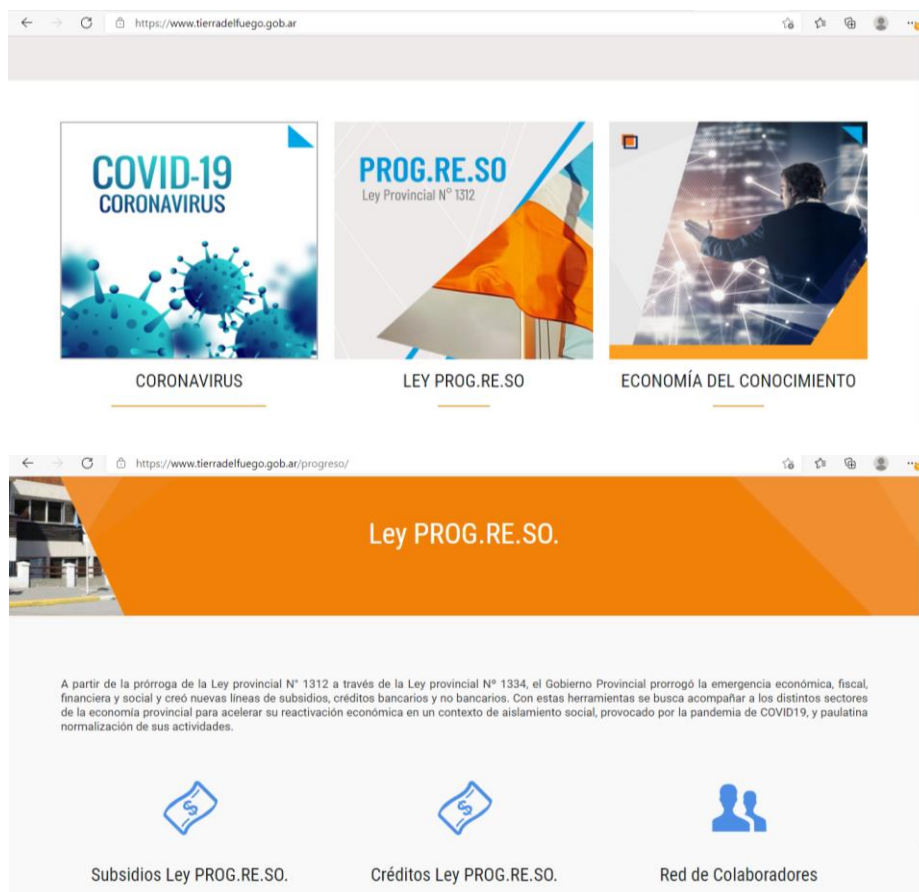 https://www.tierradelfuego.gob.ar
COVID-19
CORONAVIRUS
PROG.RE.SO
Ley Provincial N° 1312
CORONAVIRUS
LEY PROG.RE.SO
ECONOMÍA DEL CONOCIMIENTO
https://www.tierradelfuego.gob.ar/progreso/
Ley PROG.RE.SO.
A partir de la prórroga de la Ley provincial N° 1312 a través de la Ley provincial Nº 1334, el Gobierno Provincial prorrogó la emergencia económica, fiscal,
financiera y social y creó nuevas líneas de subsidios, créditos bancarios y no bancarios. Con estas herramientas se busca acompañar a los distintos sectores
de la economía provincial para acelerar su reactivación económica en un contexto de aislamiento social, provocado por la pandemia de COVID19, y paulatina
normalización de sus actividades.
Subsidios Ley PROG.RE.SO.
Créditos Ley PROG.RE.SO.
Red de Colaboradores